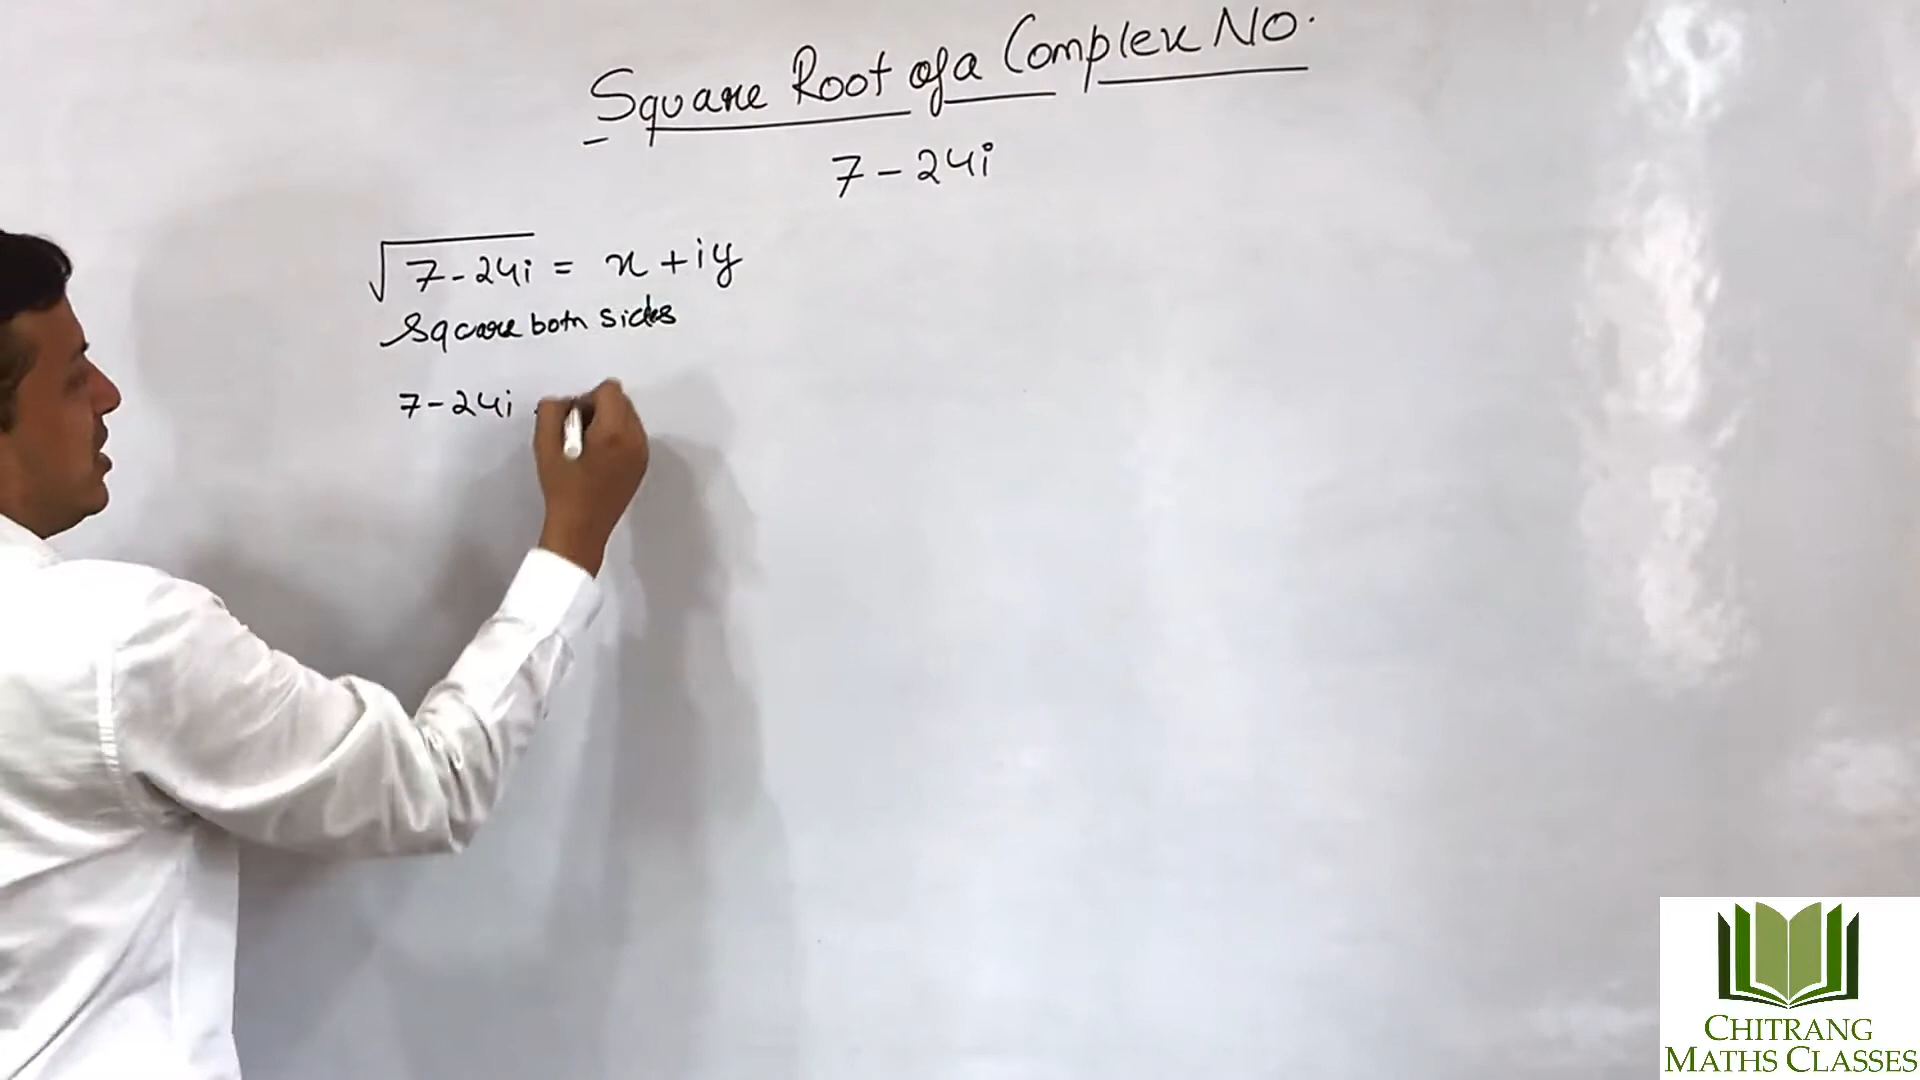 Square Root of a Complex No.
7-24i
√7-24i = x+iy
Square both sides
7-24i
CHITRANG
MATHS CLASSES